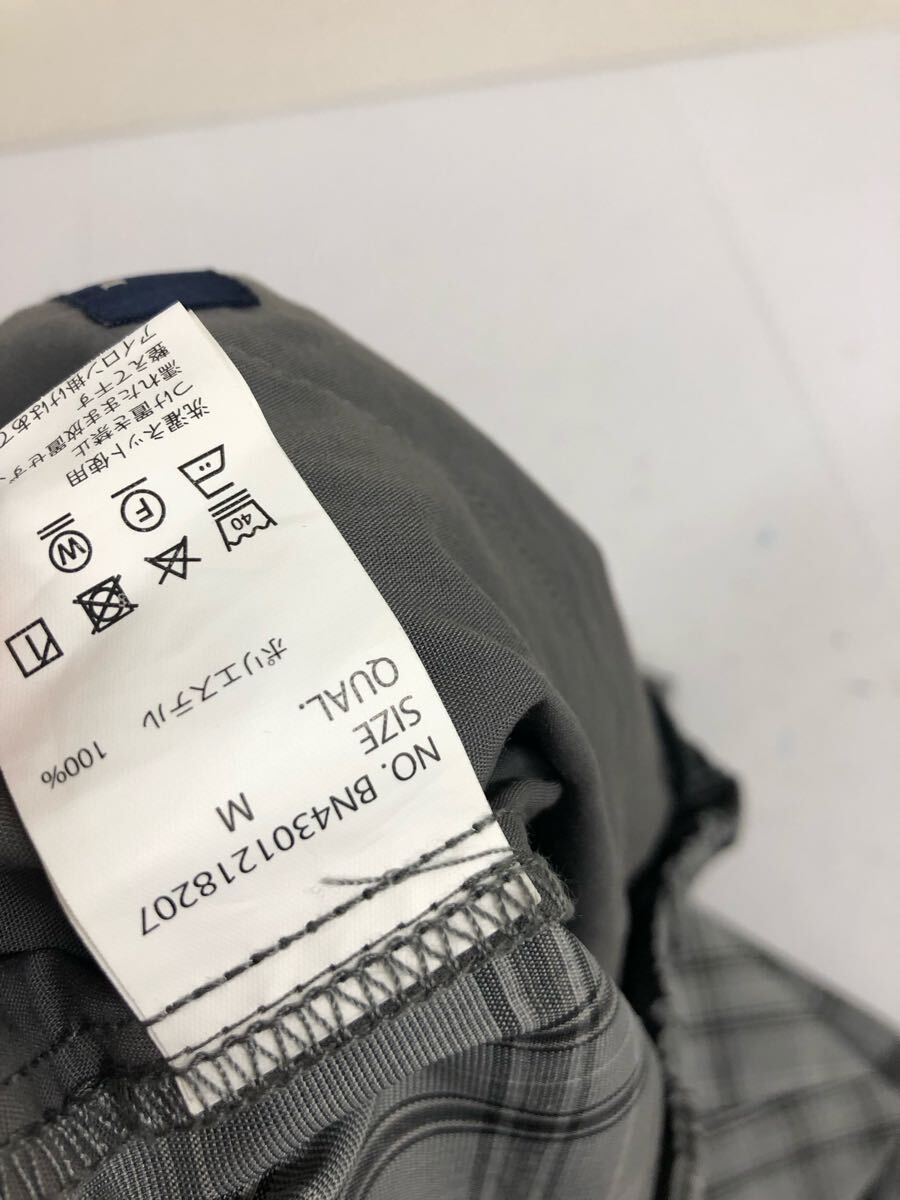 NO. BN4301218207
SIZE M
QUAL.
ポリエステル 100%
40
F
W
洗濯ネット使用
つけ置き禁止
濡れたまま放置せず
整えて干す
アイロン掛けはあて